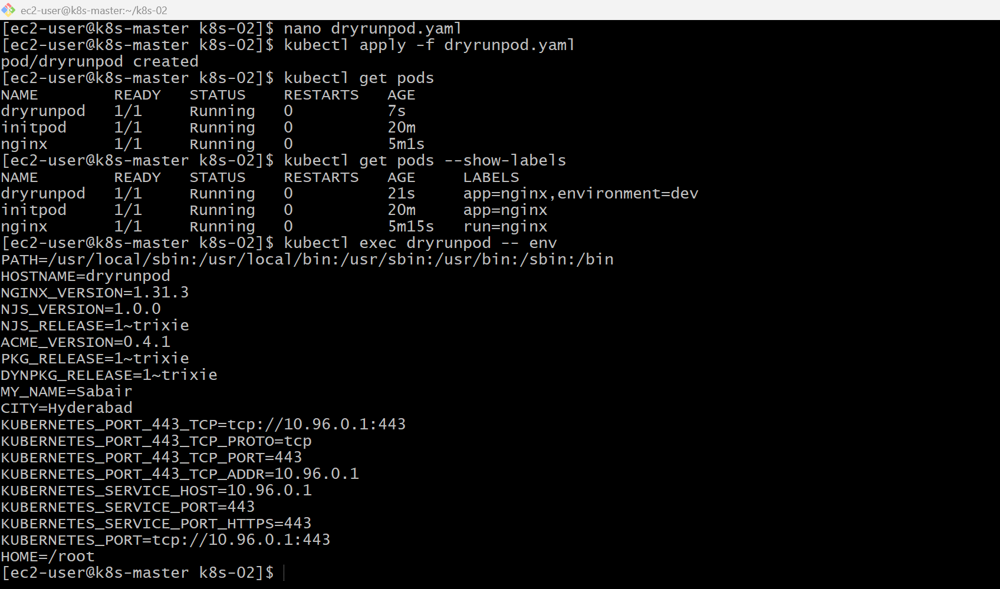 ec2-user@k8s-master:~/k8s-02
[ec2-user@k8s-master k8s-02]$ nano dryrunpod.yaml
[ec2-user@k8s-master k8s-02]$ kubectl apply -f dryrunpod.yaml
pod/dryrunpod created
[ec2-user@k8s-master k8s-02]$ kubectl get pods
NAME        READY   STATUS    RESTARTS   AGE
dryrunpod   1/1     Running   0          7s
initpod     1/1     Running   0          20m
nginx       1/1     Running   0          5m1s
[ec2-user@k8s-master k8s-02]$ kubectl get pods --show-labels
NAME        READY   STATUS    RESTARTS   AGE     LABELS
dryrunpod   1/1     Running   0          21s     app=nginx,environment=dev
initpod     1/1     Running   0          20m     app=nginx
nginx       1/1     Running   0          5m15s   run=nginx
[ec2-user@k8s-master k8s-02]$ kubectl exec dryrunpod -- env
PATH=/usr/local/sbin:/usr/local/bin:/usr/sbin:/usr/bin:/sbin:/bin
HOSTNAME=dryrunpod
NGINX_VERSION=1.31.3
NJS_VERSION=1.0.0
NJS_RELEASE=1~trixie
ACME_VERSION=0.4.1
PKG_RELEASE=1~trixie
DYNPKG_RELEASE=1~trixie
MY_NAME=Sabair
CITY=Hyderabad
KUBERNETES_PORT_443_TCP=tcp://10.96.0.1:443
KUBERNETES_PORT_443_TCP_PROTO=tcp
KUBERNETES_PORT_443_TCP_PORT=443
KUBERNETES_PORT_443_TCP_ADDR=10.96.0.1
KUBERNETES_SERVICE_HOST=10.96.0.1
KUBERNETES_SERVICE_PORT=443
KUBERNETES_SERVICE_PORT_HTTPS=443
KUBERNETES_PORT=tcp://10.96.0.1:443
HOME=/root
[ec2-user@k8s-master k8s-02]$